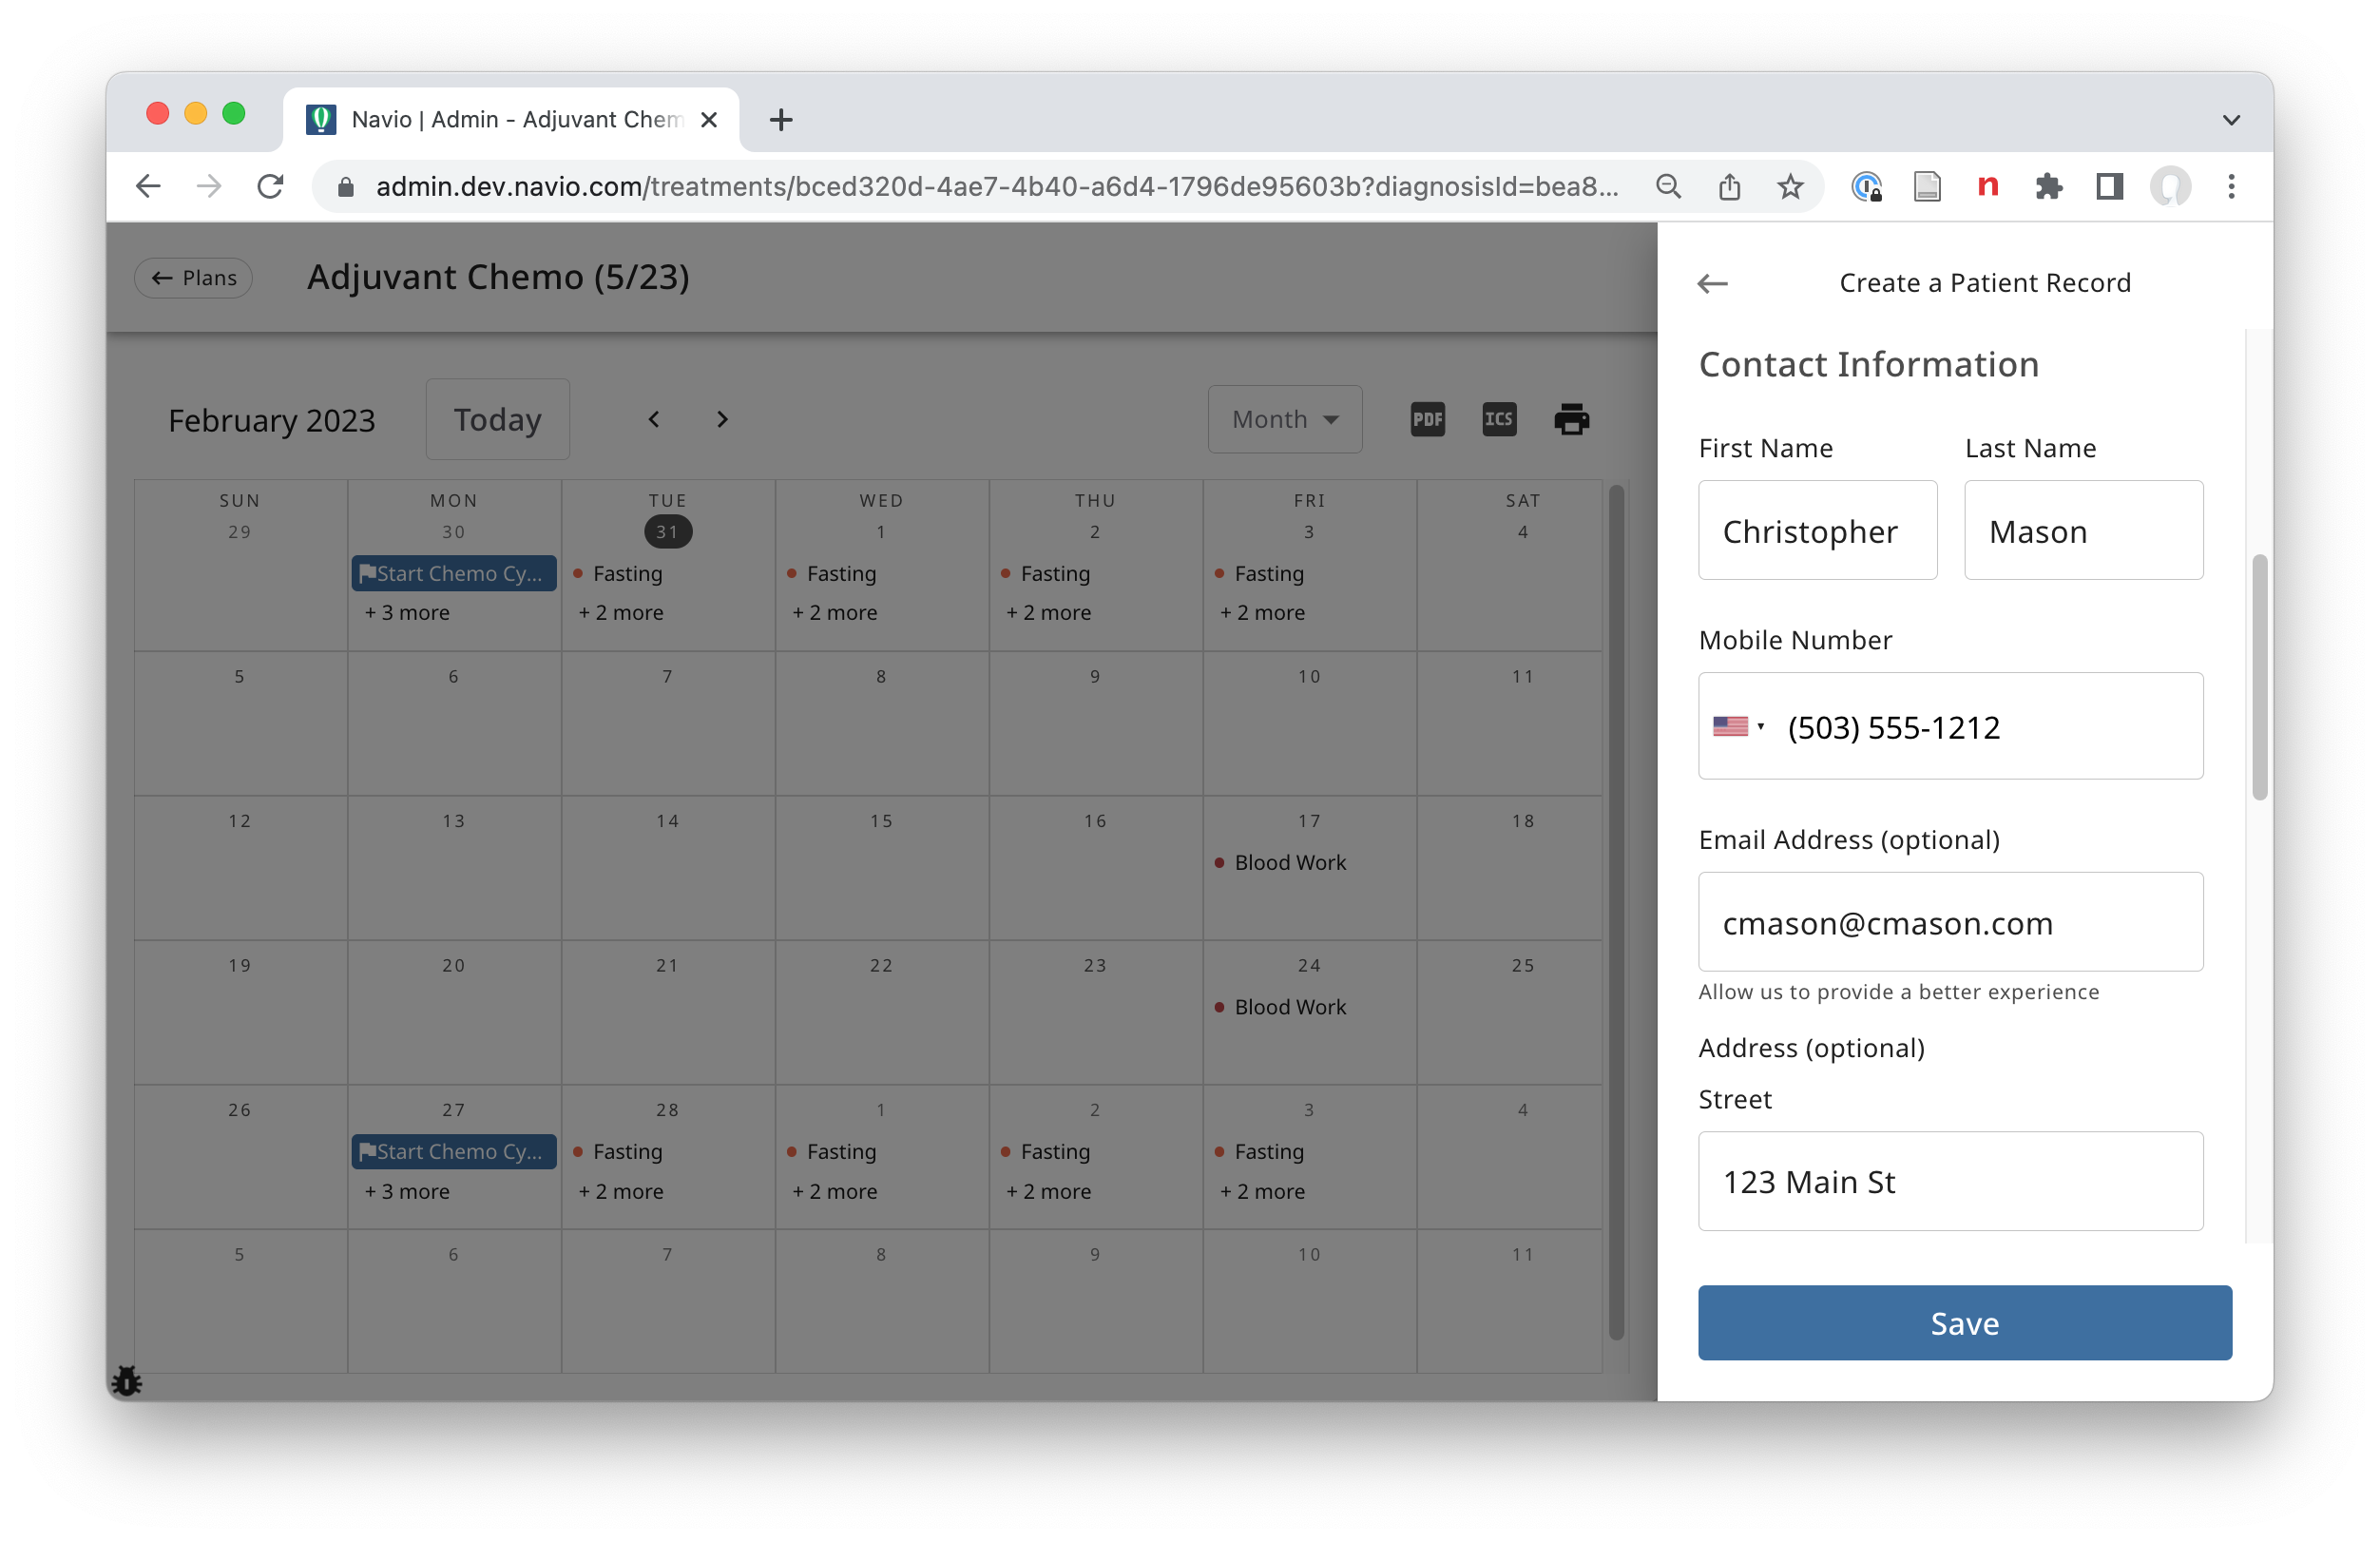 Navio | Admin - Adjuvant Chem
admin.dev.navio.com/treatments/bced320d-4ae7-4b40-a6d4-1796de95603b?diagnosisId=bea8...
n
Plans
Adjuvant Chemo (5/23)
February 2023
Today
Month
PDF
ICS
SUN MON TUE WED THU FRI SAT
29 30 31 1 2 3 4
Start Chemo Cy... Fasting Fasting Fasting Fasting
+ 3 more + 2 more + 2 more + 2 more + 2 more
5 6 7 8 9 10 11
12 13 14 15 16 17 18
Blood Work
19 20 21 22 23 24 25
Blood Work
26 27 28 1 2 3 4
Start Chemo Cy... Fasting Fasting Fasting Fasting
+ 3 more + 2 more + 2 more + 2 more + 2 more
5 6 7 8 9 10 11
Create a Patient Record
Contact Information
First Name Last Name
Christopher Mason
Mobile Number
(503) 555-1212
Email Address (optional)
cmason@cmason.com
Allow us to provide a better experience
Address (optional)
Street
123 Main St
Save